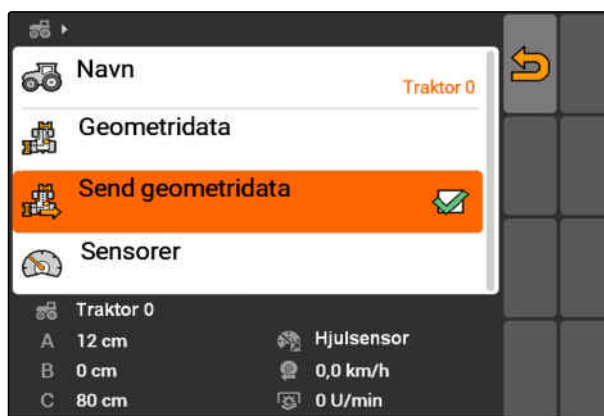 Navn
Traktor 0
Geometridata
Send geometridata
Sensorer
Traktor 0
A 12 cm Hjulsensor
B 0 cm 0,0 km/h
C 80 cm 0 U/min